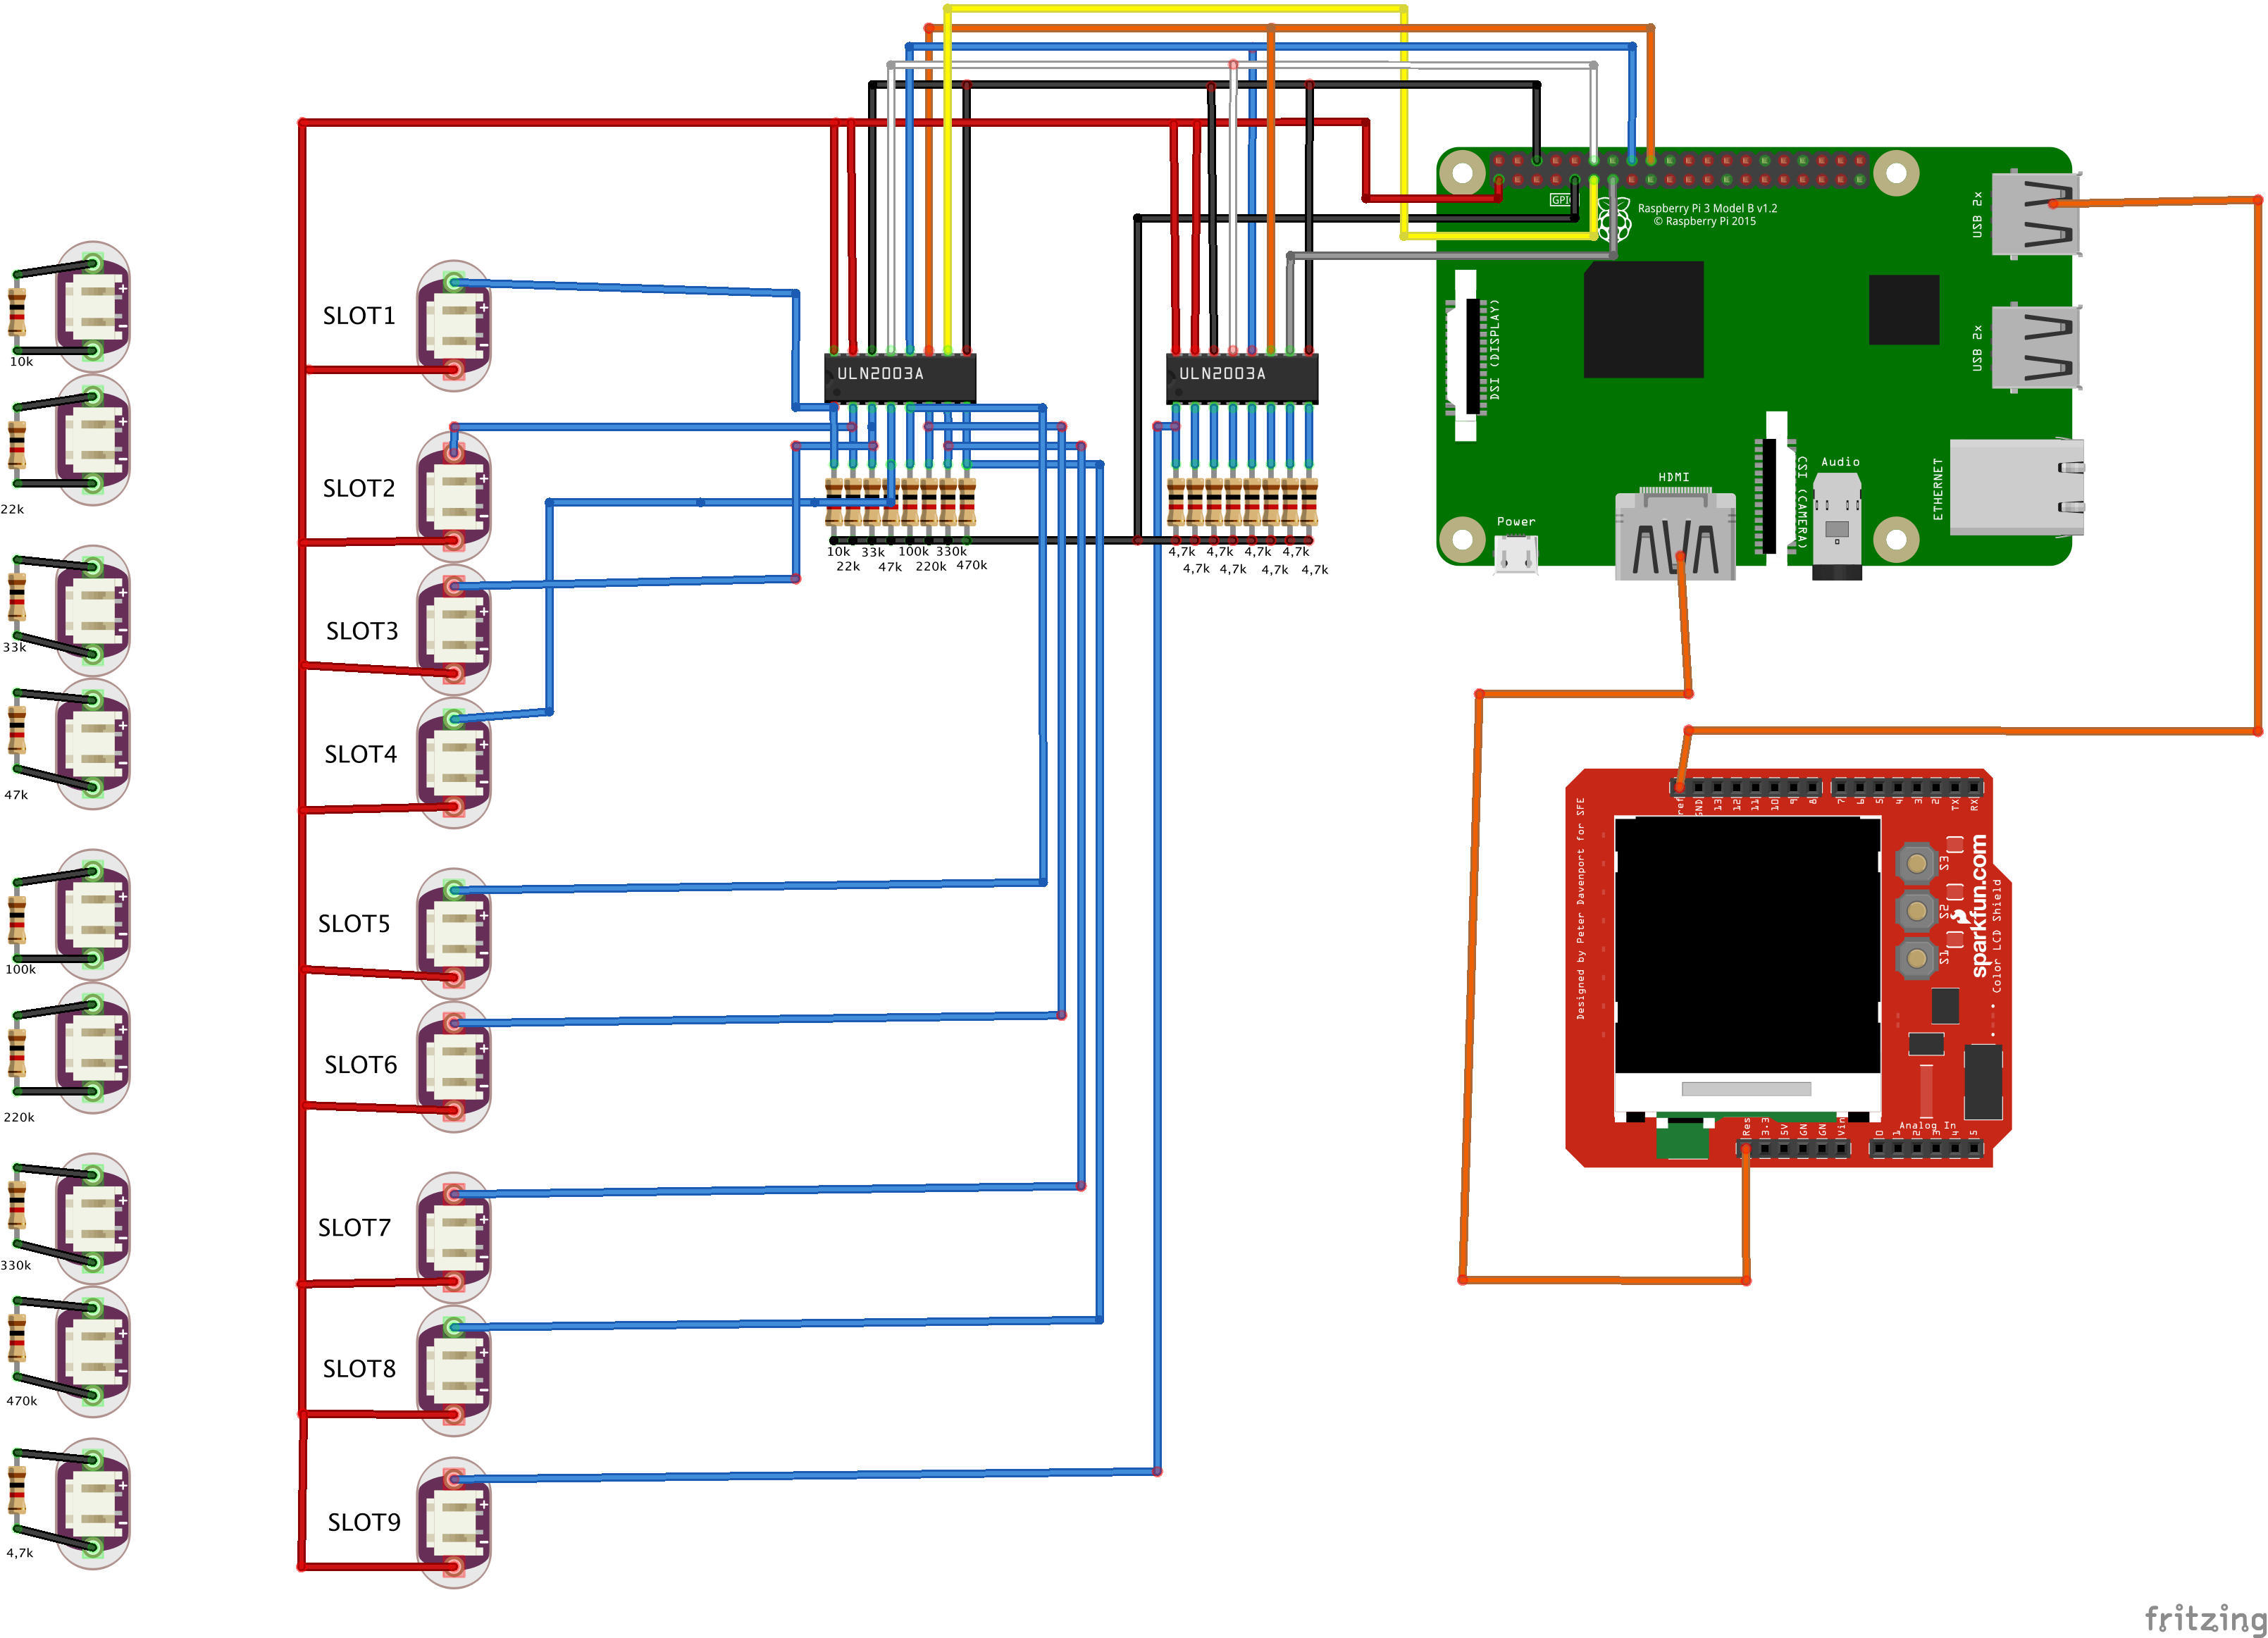 10k
22k
33k
47k
100k
220k
330k
470k
4,7k
SLOT1
SLOT2
SLOT3
SLOT4
SLOT5
SLOT6
SLOT7
SLOT8
SLOT9
ULN2003A
ULN2003A
10k 33k 100k 330k
22k 47k 220k 470k
4,7k 4,7k 4,7k 4,7k
4,7k 4,7k 4,7k 4,7k
Raspberry Pi 3 Model B v1.2
© Raspberry Pi 2015
DSI (DISPLAY)
USB 2x
USB 2x
ETHERNET
Audio
CSI (CAMERA)
HDMI
Power
13 12 11 10 9 8 7 6 5 4 3 2 TX RX
Designed by Peter Davenport for SFE
S3
S2
S1
sparkfun.com
Color LCD Shield
Res 3.3 5V GN GN Vin
Analog In
0 1 2 3 4 5
fritzing